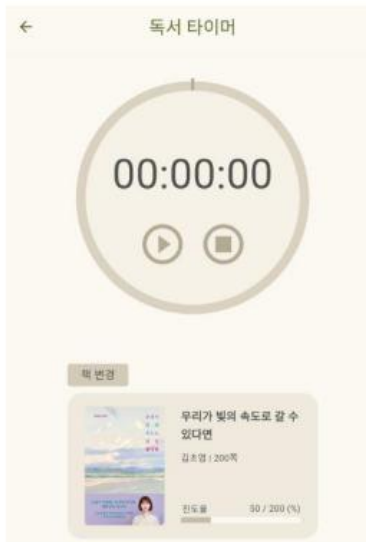 독서 타이머
00:00:00
책 변경
우리가 빛의 속도로 갈 수
있다면
김초엽 | 200쪽
진도율 50 / 200 (%)